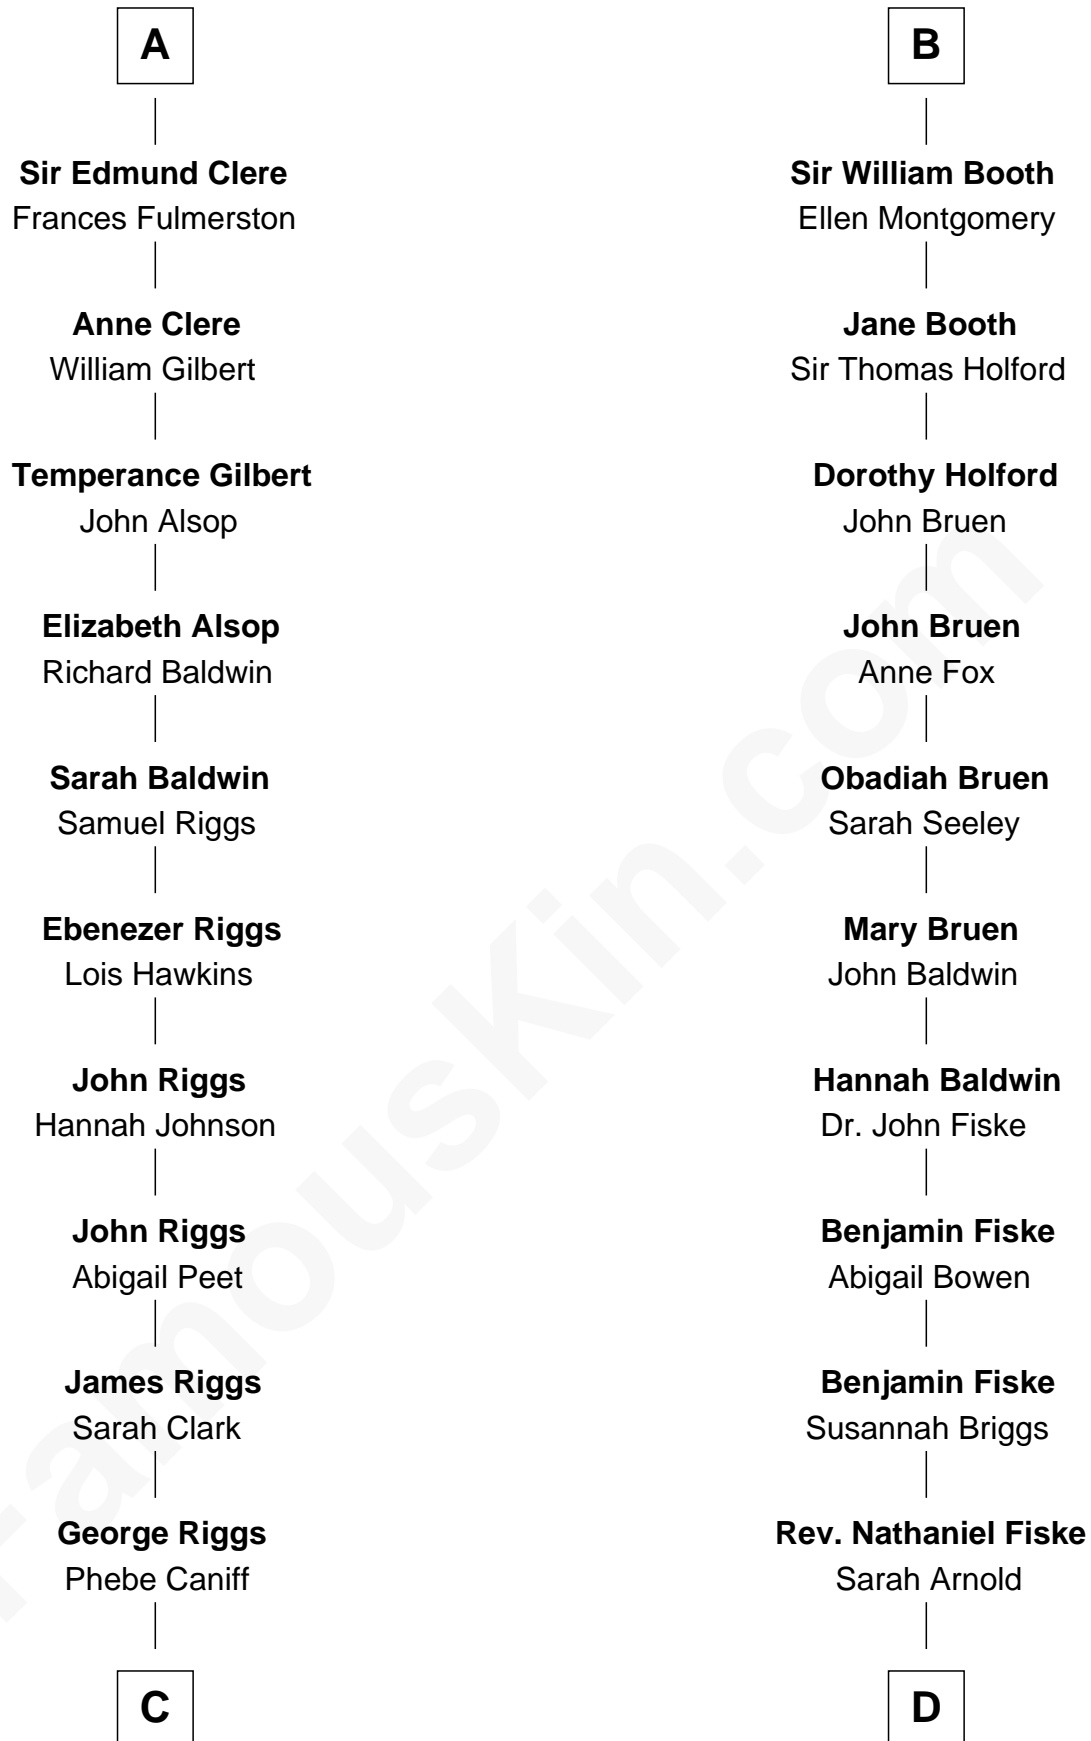 A
Sir Edmund Clere
Frances Fulmerston
Anne Clere
William Gilbert
Temperance Gilbert
John Alsop
Elizabeth Alsop
Richard Baldwin
Sarah Baldwin
Samuel Riggs
Ebenezer Riggs
Lois Hawkins
John Riggs
Hannah Johnson
John Riggs
Abigail Peet
James Riggs
Sarah Clark
George Riggs
Phebe Caniff
C
B
Sir William Booth
Ellen Montgomery
Jane Booth
Sir Thomas Holford
Dorothy Holford
John Bruen
John Bruen
Anne Fox
Obadiah Bruen
Sarah Seeley
Mary Bruen
John Baldwin
Hannah Baldwin
Dr. John Fiske
Benjamin Fiske
Abigail Bowen
Benjamin Fiske
Susannah Briggs
Rev. Nathaniel Fiske
Sarah Arnold
D
FamousKin.com